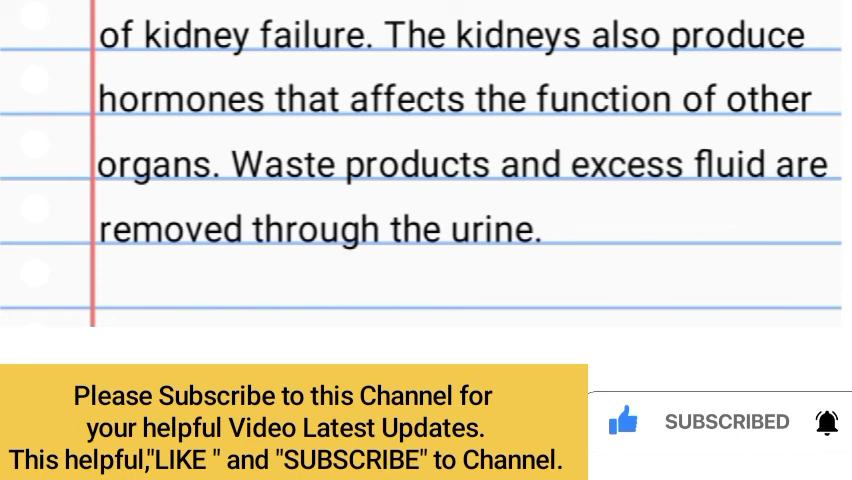 of kidney failure. The kidneys also produce
hormones that affects the function of other
organs. Waste products and excess fluid are
removed through the urine.
Please Subscribe to this Channel for
your helpful Video Latest Updates.
This helpful,"LIKE " and "SUBSCRIBE" to Channel.
SUBSCRIBED